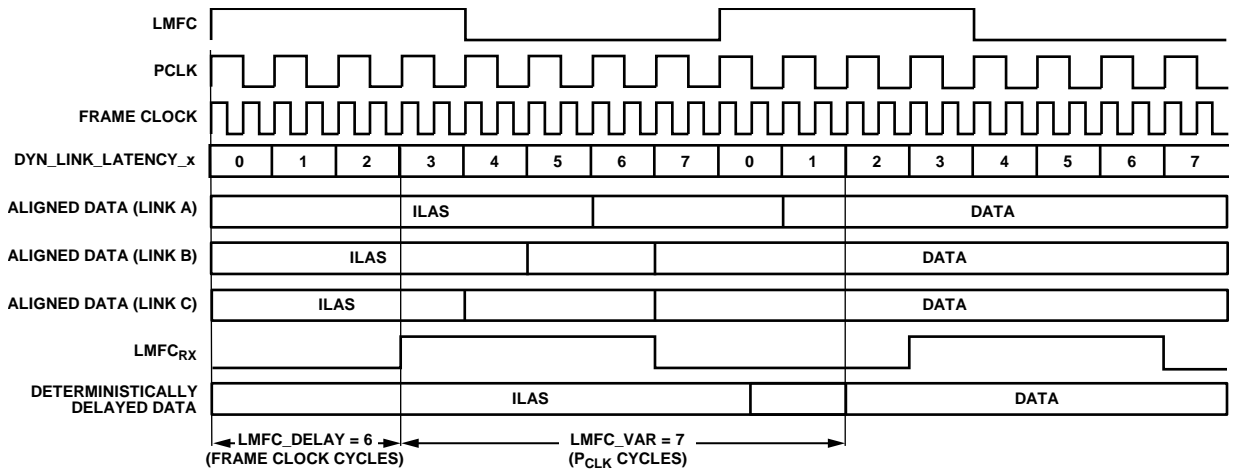 LMFC
PCLK
FRAME CLOCK
DYN_LINK_LATENCY_x 0 1 2 3 4 5 6 7 0 1 2 3 4 5 6 7
ALIGNED DATA (LINK A) ILAS DATA
ALIGNED DATA (LINK B) ILAS DATA
ALIGNED DATA (LINK C) ILAS DATA
LMFCRX
DETERMINISTICALLY
DELAYED DATA ILAS DATA
LMFC_DELAY = 6 LMFC_VAR = 7
(FRAME CLOCK CYCLES) (PCLK CYCLES)